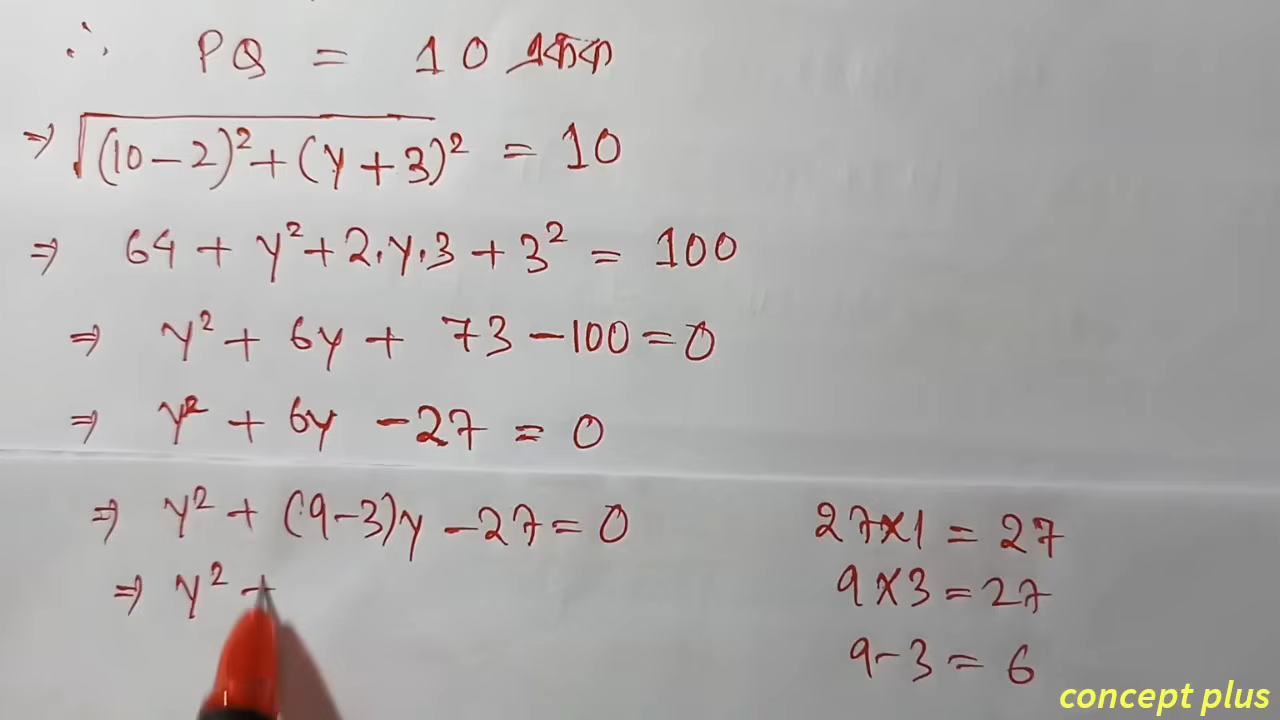 ∴ PQ = 10 একক
⇒ √(10-2)²+(y+3)² = 10
⇒ 64 + y²+2.y.3 + 3² = 100
⇒ y² + 6y + 73 - 100 = 0
⇒ y² + 6y - 27 = 0
⇒ y² + (9-3)y - 27 = 0
⇒ y² +
27×1 = 27
9×3 = 27
9-3 = 6
concept plus